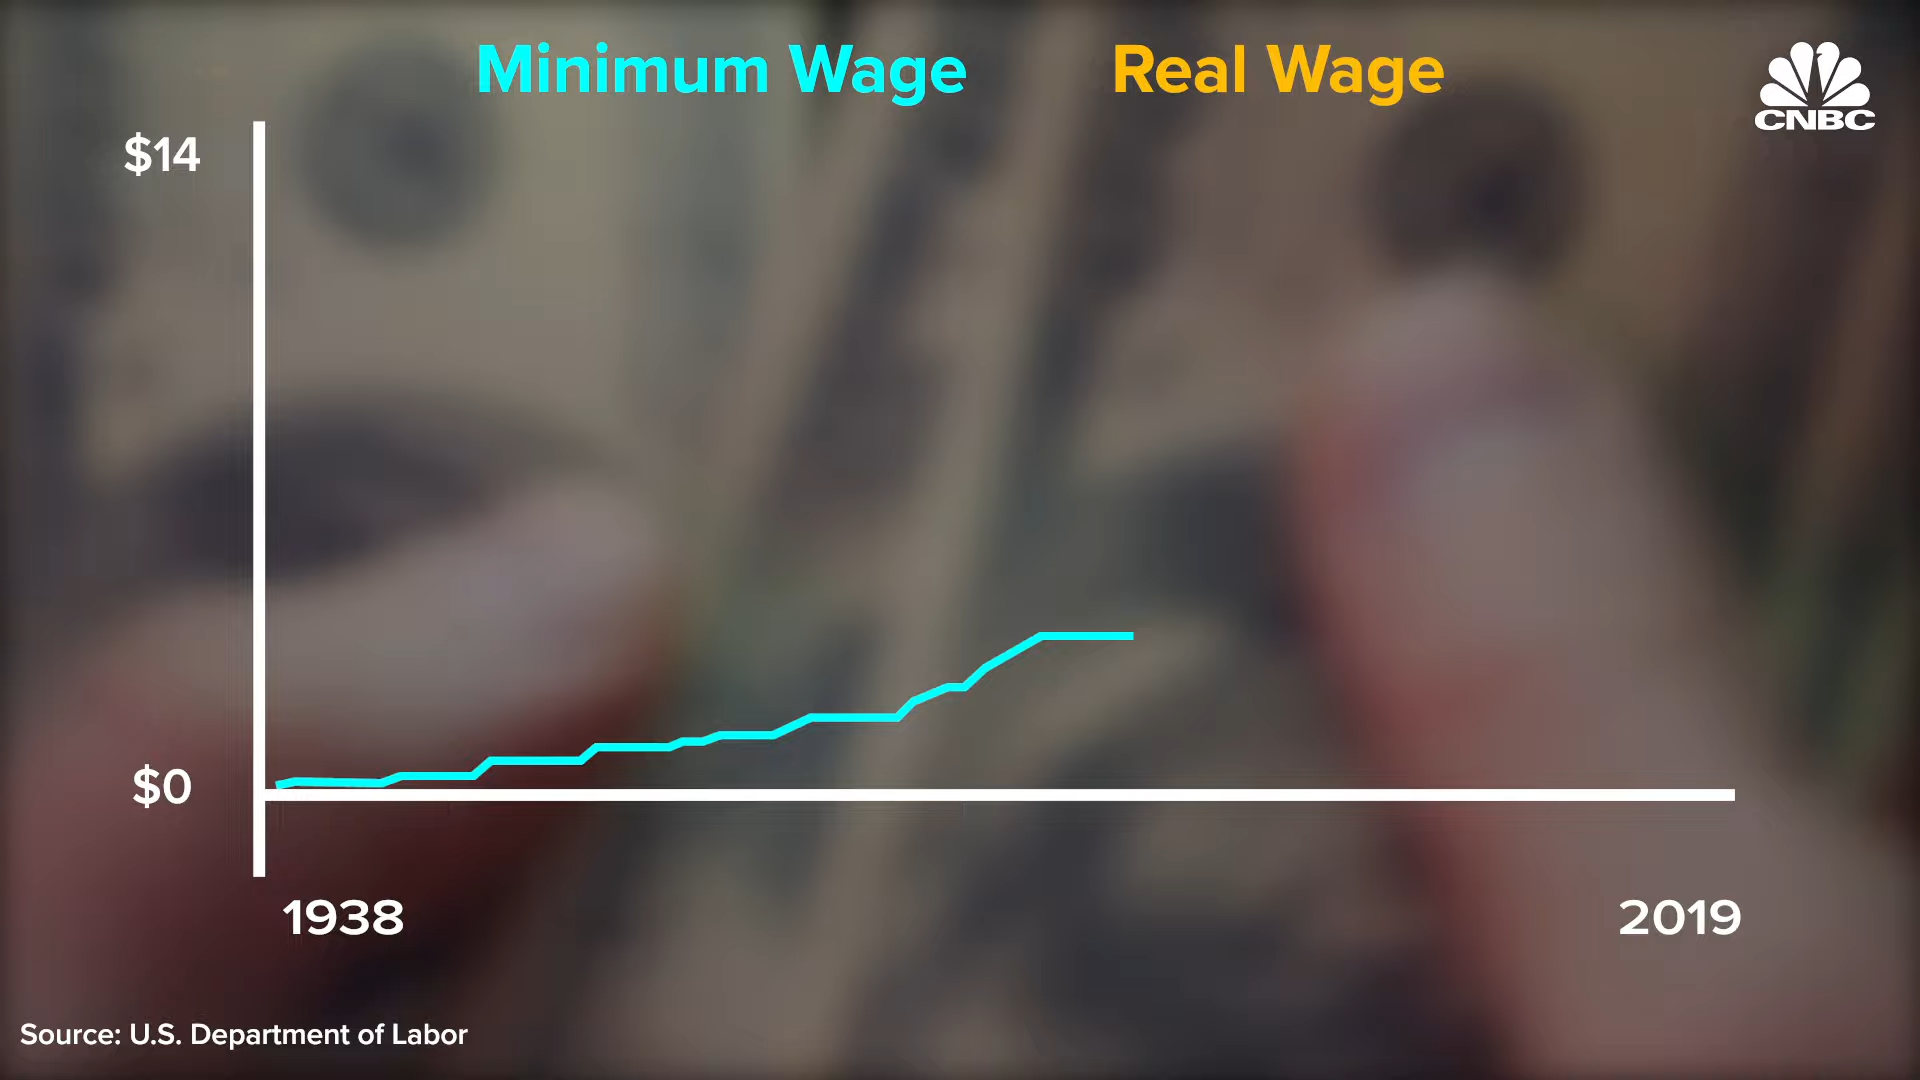 Minimum Wage
Real Wage
CNBC
$14
$0
1938
2019
Source: U.S. Department of Labor